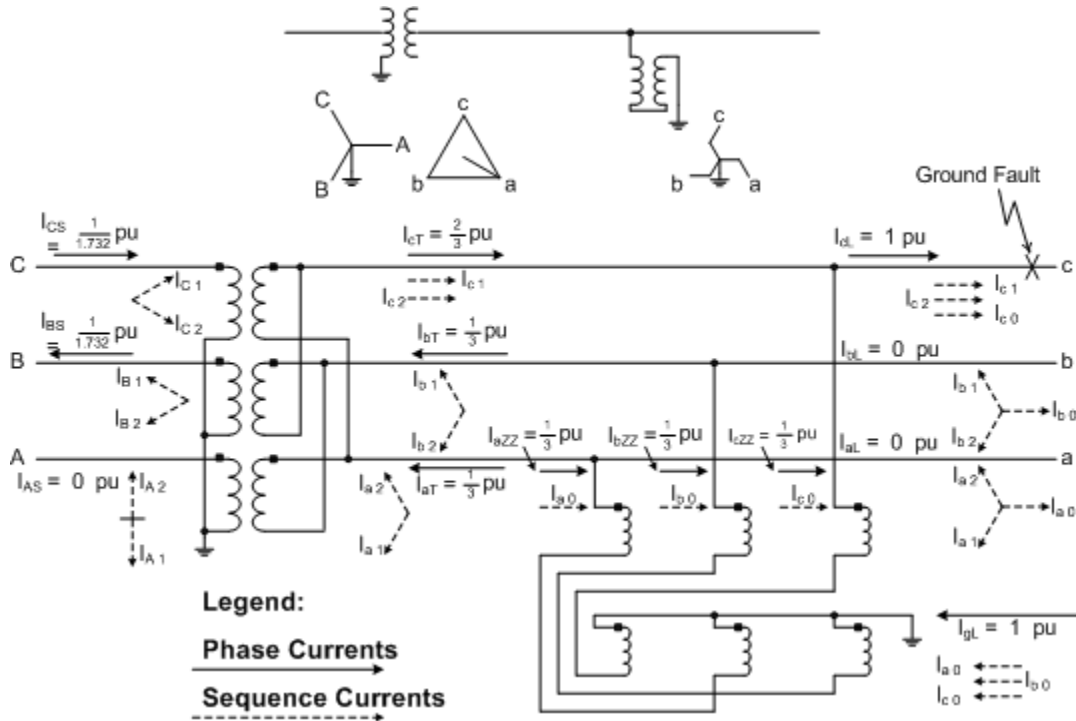 C
A
B
c
b
a
c
b
a
Ground Fault
I_CS = 1/1.732 pu
I_cT = 2/3 pu
I_cL = 1 pu
C
c
I_C1
I_C2
I_c1
I_c2
I_c1
I_c2
I_c0
I_BS = 1/1.732 pu
I_bT = 1/3 pu
I_bL = 0 pu
B
b
I_B1
I_B2
I_b1
I_b2
I_b1
I_b0
I_b2
I_aZZ = 1/3 pu
I_bZZ = 1/3 pu
I_cZZ = 1/3 pu
I_aL = 0 pu
A
a
I_AS = 0 pu
I_aT = 1/3 pu
I_A2
I_A1
I_a2
I_a1
I_a0
I_b0
I_c0
I_a2
I_a0
I_a1
Legend:
Phase Currents
Sequence Currents
I_gL = 1 pu
I_a0
I_b0
I_c0